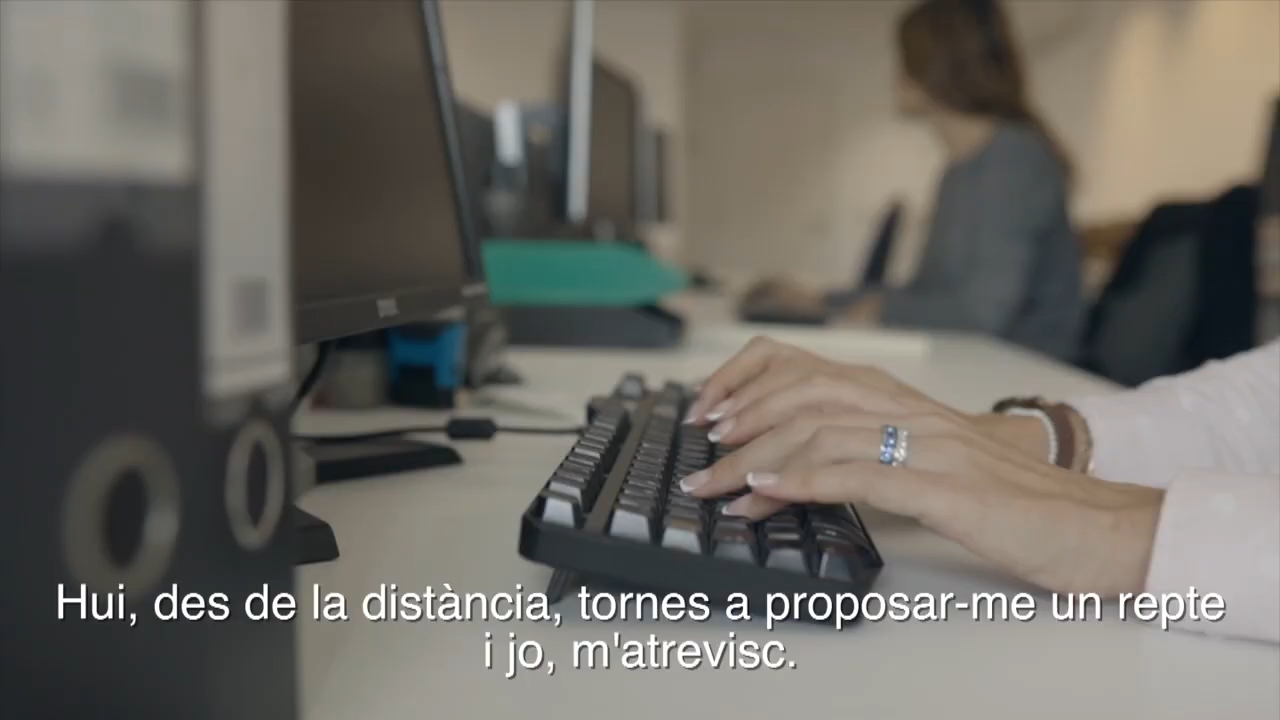 Hui, des de la distància, tornes a proposar-me un repte
i jo, m'atrevisc.